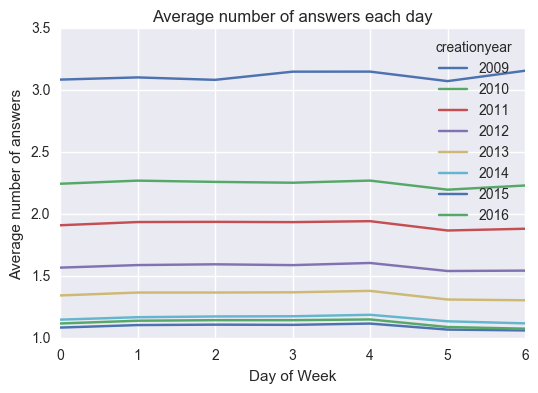 Average number of answers each day
3.5
3.0
2.5
2.0
1.5
1.0
Average number of answers
0 1 2 3 4 5 6
Day of Week
creationyear
2009
2010
2011
2012
2013
2014
2015
2016